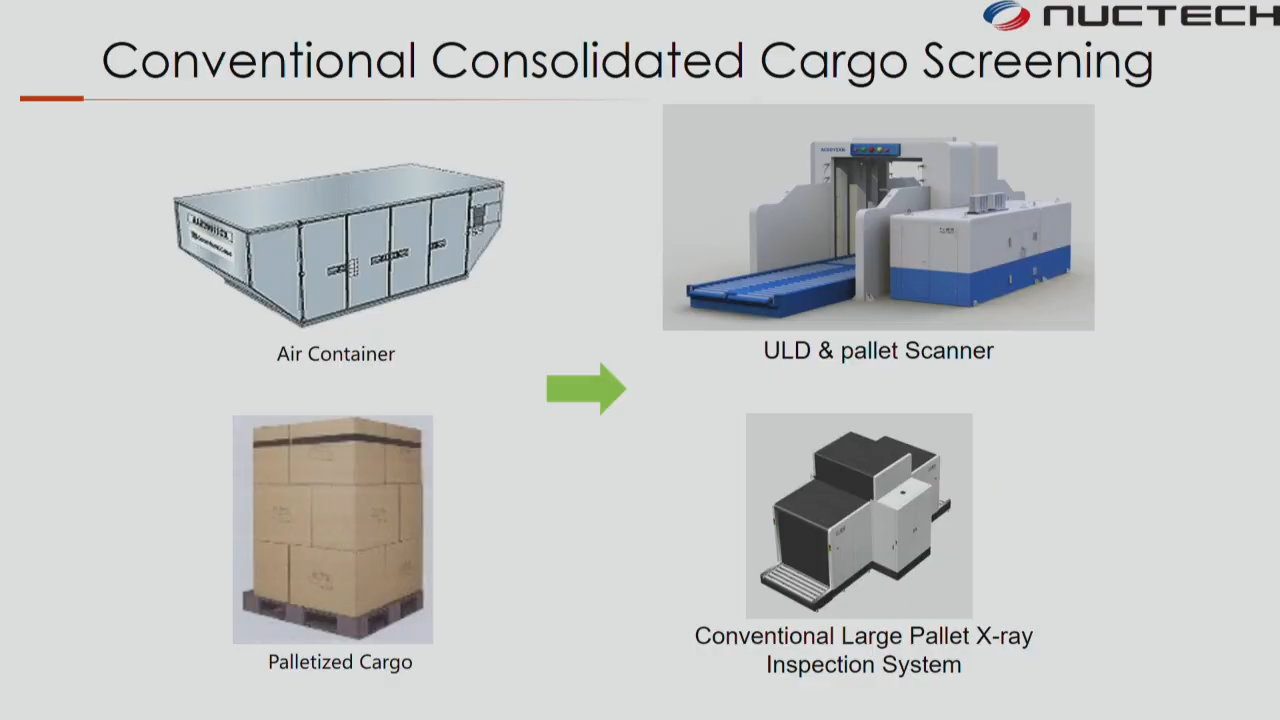 NUCTECH
Conventional Consolidated Cargo Screening
Air Container
ULD & pallet Scanner
Palletized Cargo
Conventional Large Pallet X-ray
Inspection System